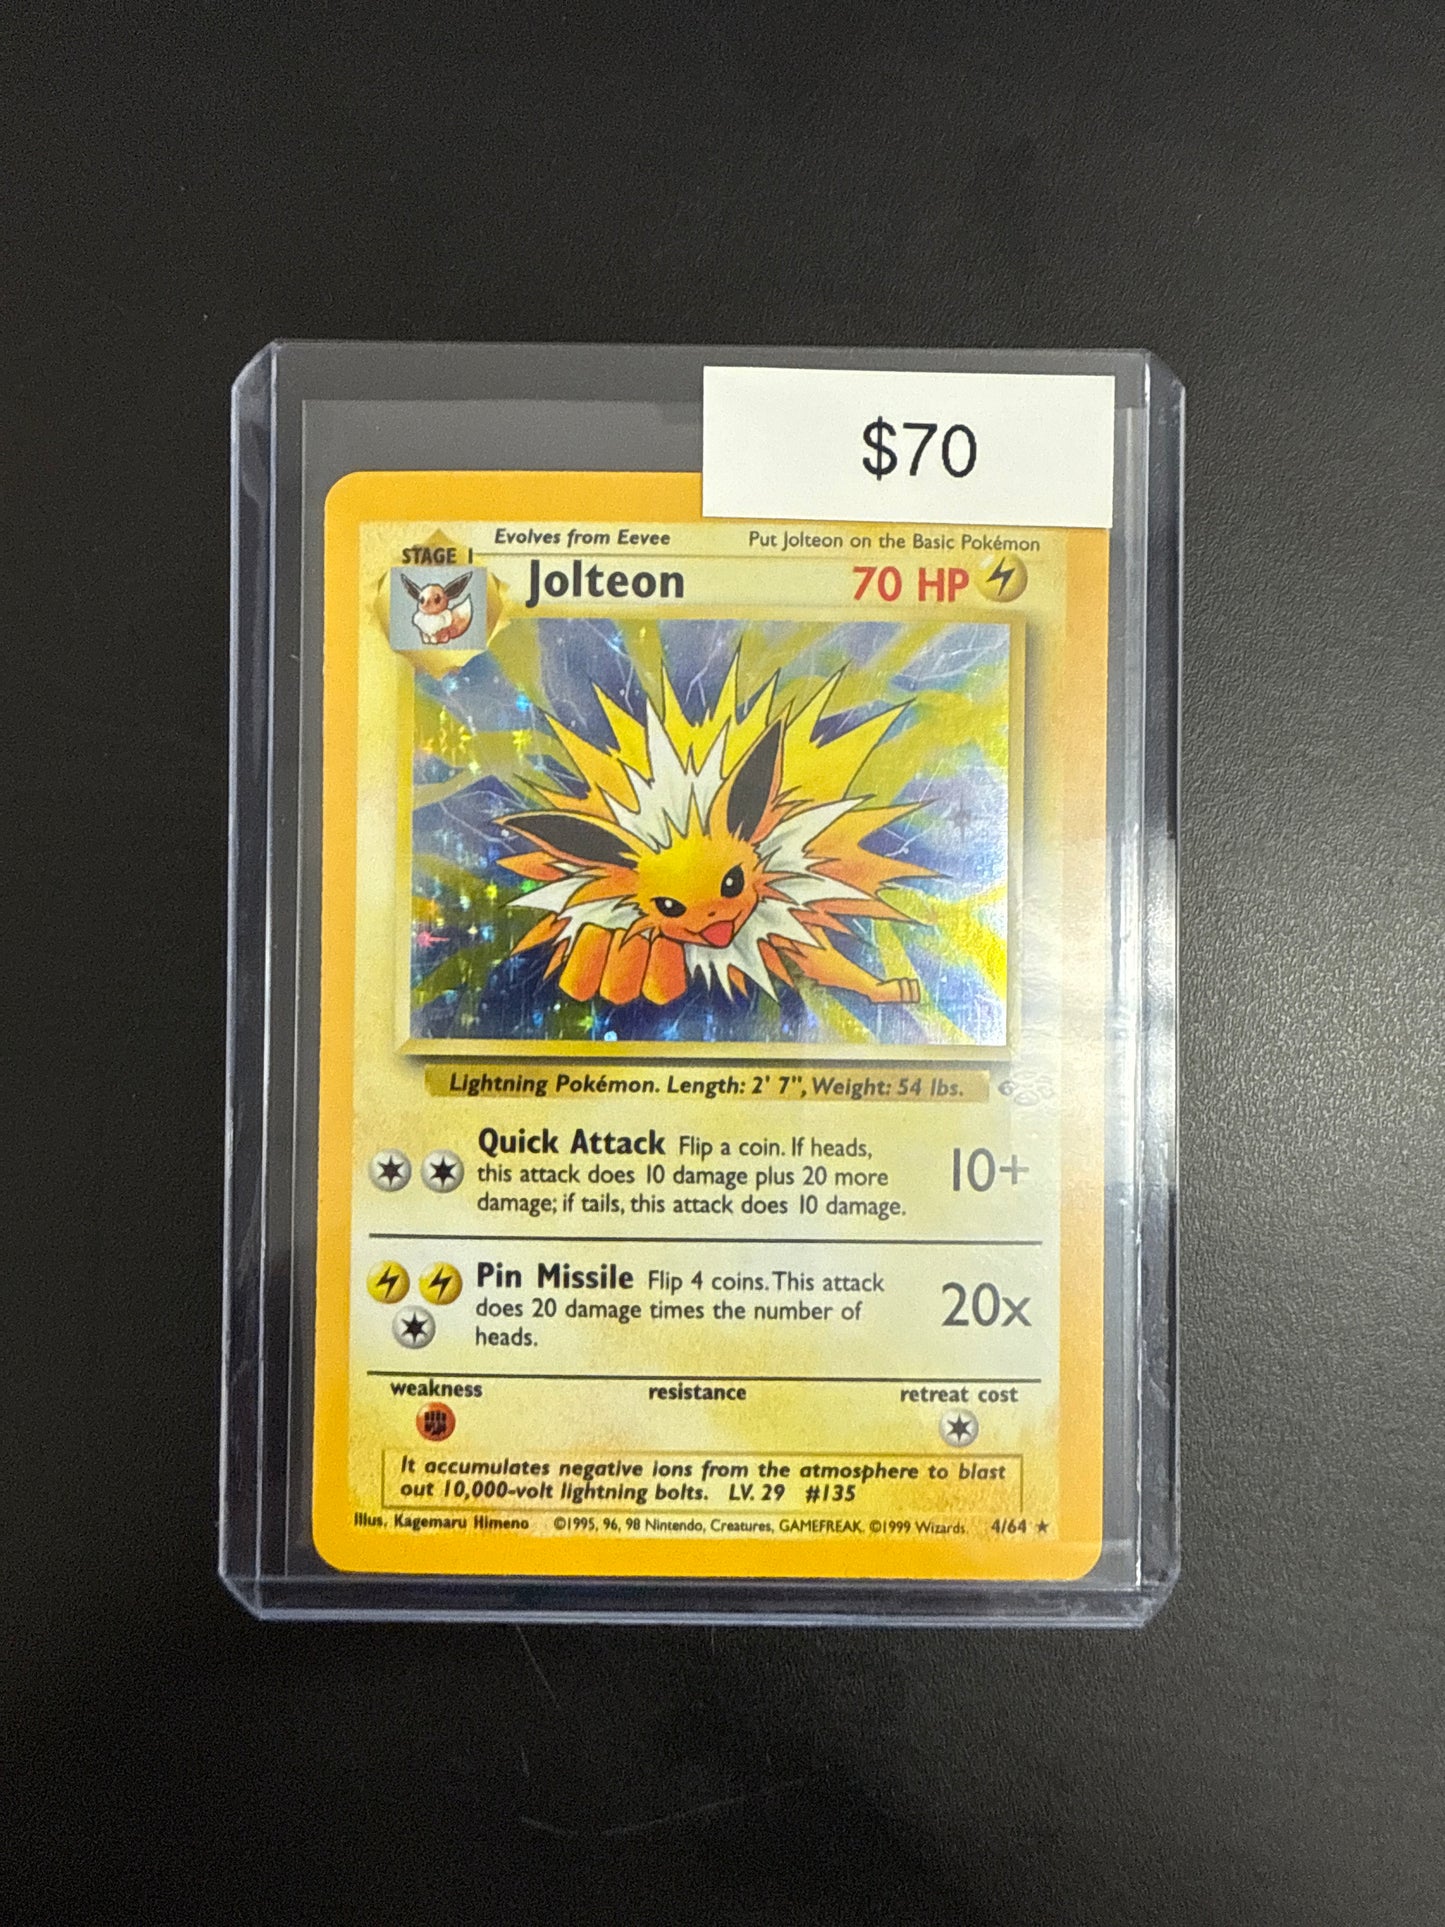 $70
Evolves from Eevee
Put Jolteon on the Basic Pokémon
STAGE 1
Jolteon
70 HP
Lightning Pokémon. Length: 2' 7", Weight: 54 lbs.
Quick Attack Flip a coin. If heads,
this attack does 10 damage plus 20 more
damage; if tails, this attack does 10 damage.
10+
Pin Missile Flip 4 coins. This attack
does 20 damage times the number of
heads.
20x
weakness
resistance
retreat cost
It accumulates negative ions from the atmosphere to blast
out 10,000-volt lightning bolts. LV. 29 #135
Illus. Kagemaru Himeno ©1995, 96, 98 Nintendo, Creatures, GAMEFREAK. ©1999 Wizards. 4/64 ★